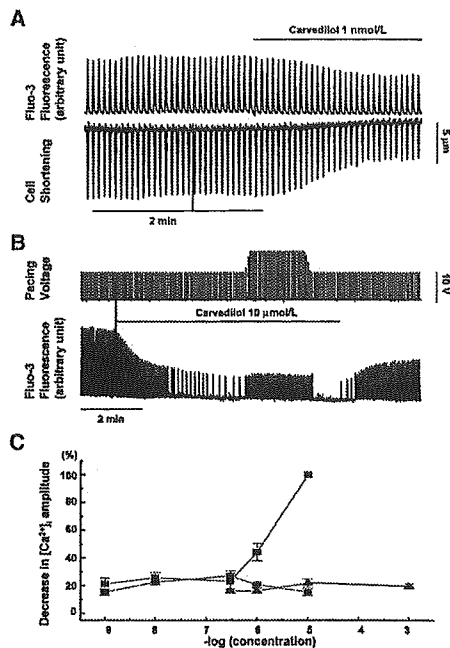 A
Carvedilol 1 nmol/L
Fluo-3
Fluorescence
(arbitrary unit)
Cell
Shortening
5 μm
2 min
B
Pacing
Voltage
10 V
Carvedilol 10 μmol/L
Fluo-3
Fluorescence
(arbitrary unit)
2 min
C
(%)
Decrease in [Ca²⁺]i amplitude
100
80
60
40
20
0
9 8 -7 6 5 4 3
-log (concentration)